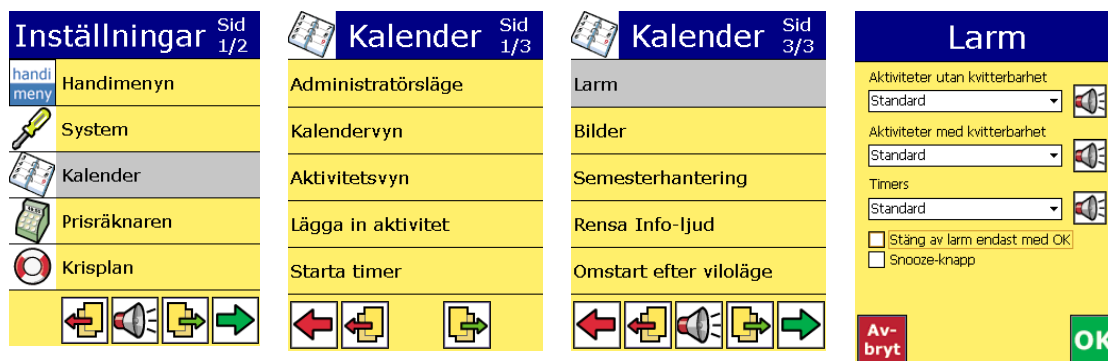 Inställningar Sid 1/2
handi meny Handimenyn
System
Kalender
Prisräknaren
Krisplan
Kalender Sid 1/3
Administratörsläge
Kalendervyn
Aktivitetsvyn
Lägga in aktivitet
Starta timer
Kalender Sid 3/3
Larm
Bilder
Semesterhantering
Rensa Info-ljud
Omstart efter viloläge
Larm
Aktiviteter utan kvitterbarhet
Standard
Aktiviteter med kvitterbarhet
Standard
Timers
Standard
Stäng av larm endast med OK
Snooze-knapp
Av-
bryt
OK